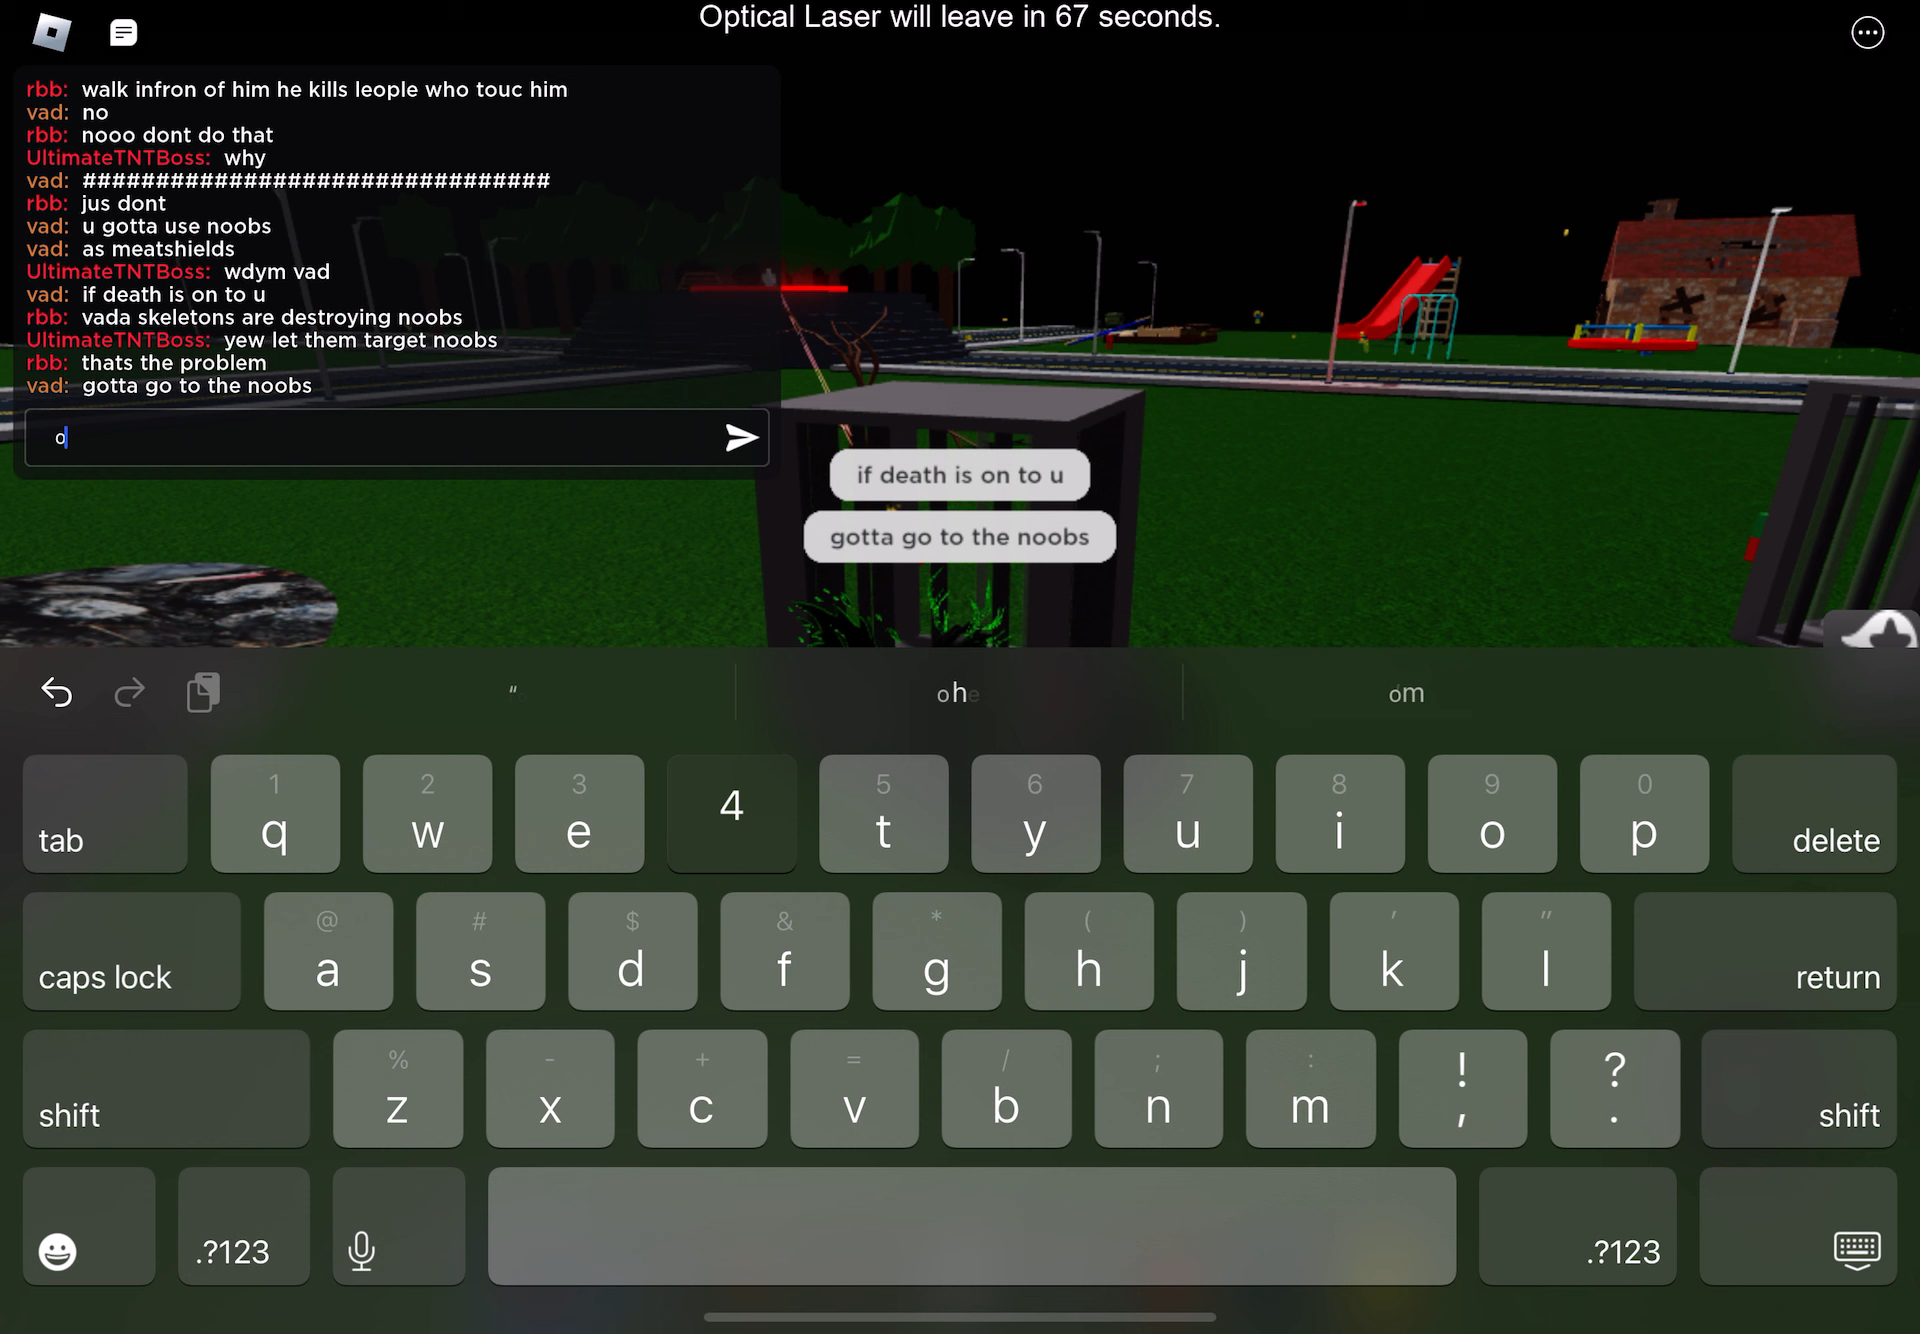 Optical Laser will leave in 67 seconds.
rbb: walk infron of him he kills leople who touc him
vad: no
rbb: nooo dont do that
UltimateTNTBoss: why
vad: ################################
rbb: jus dont
vad: u gotta use noobs
vad: as meatshields
UltimateTNTBoss: wdym vad
vad: if death is on to u
rbb: vada skeletons are destroying noobs
UltimateTNTBoss: yew let them target noobs
rbb: thats the problem
vad: gotta go to the noobs
o
if death is on to u
gotta go to the noobs
“ ohe om
1 2 3 4 5 6 7 8 9 0
tab q w e t y u i o p delete
@ # $ & * ( ) ' "
caps lock a s d f g h j k l return
% - + = / ; : ! ?
shift z x c v b n m , . shift
.?123 .?123